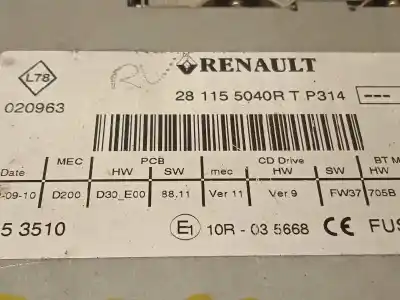 L78
RENAULT
020963
28 115 5040R T P314
---
MEC PCB CD Drive BT M
Date HW SW mec HW SW
-09-10 D200 D30_E00 88.11 Ver 11 Ver 9 FW37 705B
5 3510
E1 10R - 03 5668 CE FUS